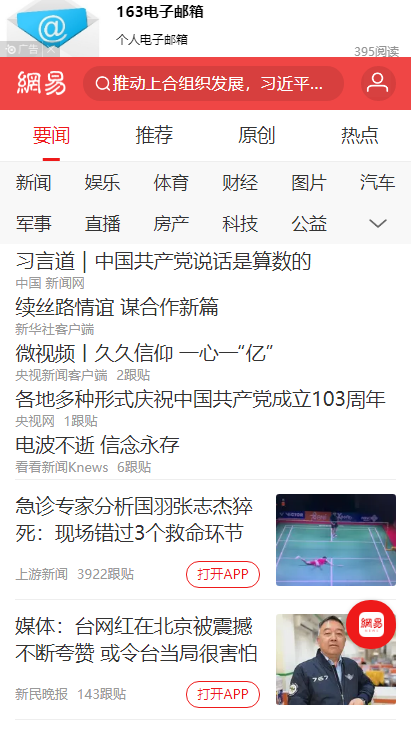 163电子邮箱
个人电子邮箱
广告
395阅读
網易
推动上合组织发展，习近平...
要闻 推荐 原创 热点
新闻 娱乐 体育 财经 图片 汽车
军事 直播 房产 科技 公益
习言道｜中国共产党说话是算数的
中国 新闻网
续丝路情谊 谋合作新篇
新华社客户端
微视频丨久久信仰 一心一“亿”
央视新闻客户端 2跟贴
各地多种形式庆祝中国共产党成立103周年
央视网 1跟贴
电波不逝 信念永存
看看新闻Knews 6跟贴
急诊专家分析国羽张志杰猝
死：现场错过3个救命环节
上游新闻 3922跟贴
打开APP
網易
媒体：台网红在北京被震撼
不断夸赞 或令台当局很害怕
767
新民晚报 143跟贴
打开APP